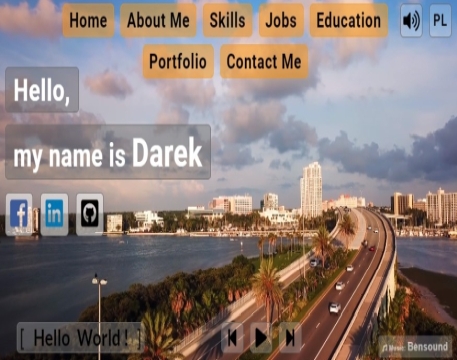 Home About Me Skills Jobs Education PL
Portfolio Contact Me
Hello,
my name is Darek
f in
[ Hello World! ]
♫ Music: Bensound